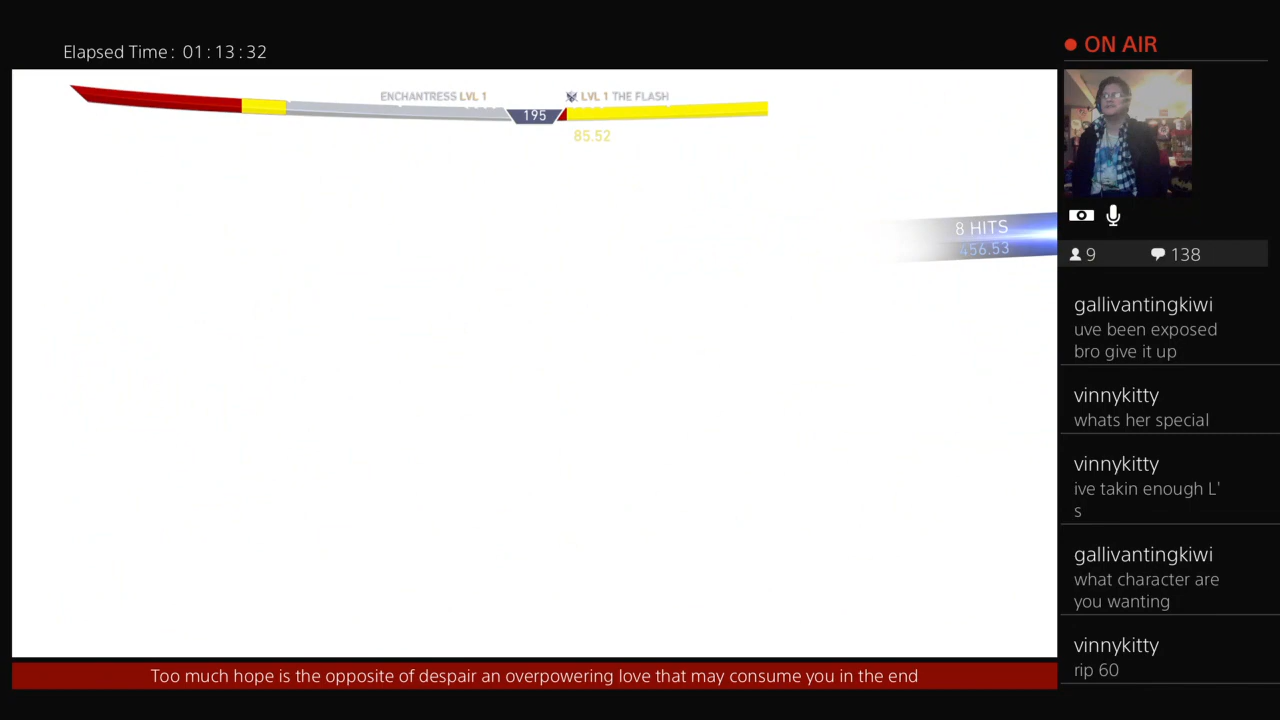 Elapsed Time: 01:13:32
ON AIR
ENCHANTRESS LVL 1
195
LVL 1 THE FLASH
85.52
8 HITS
456.53
9
138
gallivantingkiwi
uve been exposed
bro give it up
vinnykitty
whats her special
vinnykitty
ive takin enough L'
s
gallivantingkiwi
what character are
you wanting
vinnykitty
rip 60
Too much hope is the opposite of despair an overpowering love that may consume you in the end